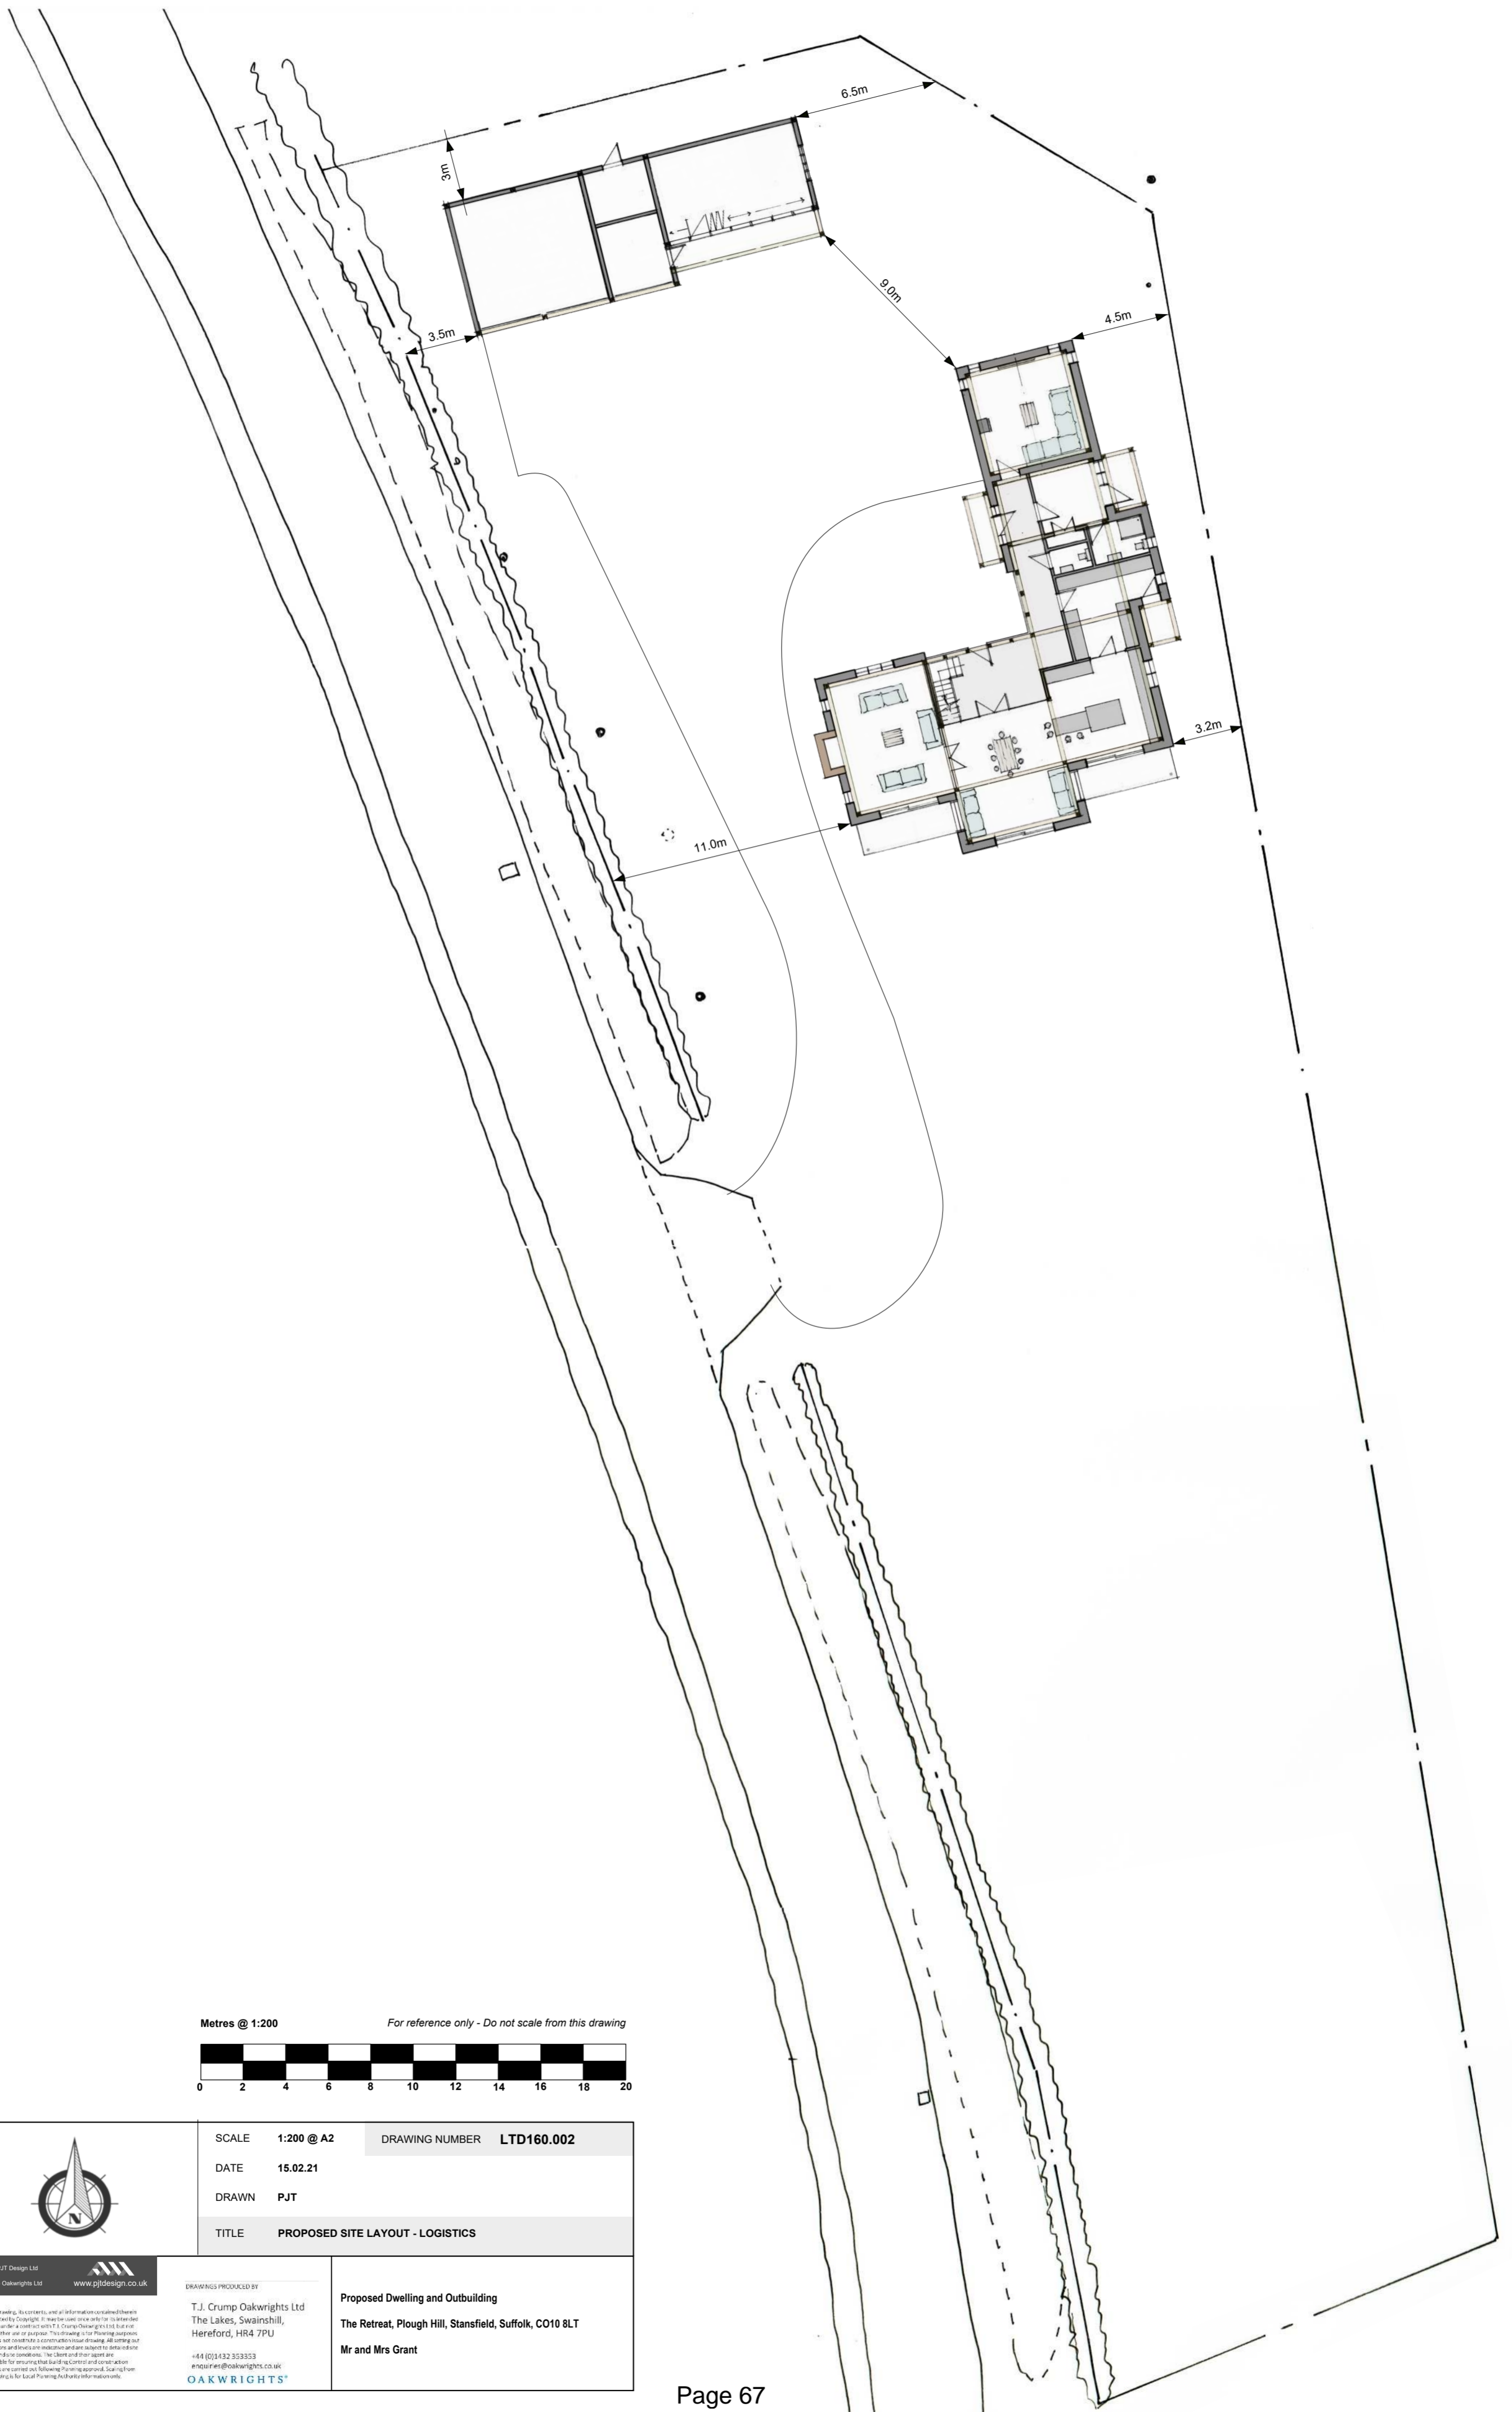 6.5m
3m
9.0m
3.5m
4.5m
3.2m
11.0m
Metres @ 1:200
For reference only - Do not scale from this drawing
0 2 4 6 8 10 12 14 16 18 20
SCALE 1:200 @ A2 DRAWING NUMBER LTD160.002
DATE 15.02.21
DRAWN PJT
TITLE PROPOSED SITE LAYOUT - LOGISTICS
N
JT Design Ltd
Oakwrights Ltd
www.pjtdesign.co.uk
DRAWINGS PRODUCED BY
T.J. Crump Oakwrights Ltd
The Lakes, Swainshill,
Hereford, HR4 7PU
+44 (0)1432 353353
enquiries@oakwrights.co.uk
OAKWRIGHTS®
Proposed Dwelling and Outbuilding
The Retreat, Plough Hill, Stansfield, Suffolk, CO10 8LT
Mr and Mrs Grant
Page 67